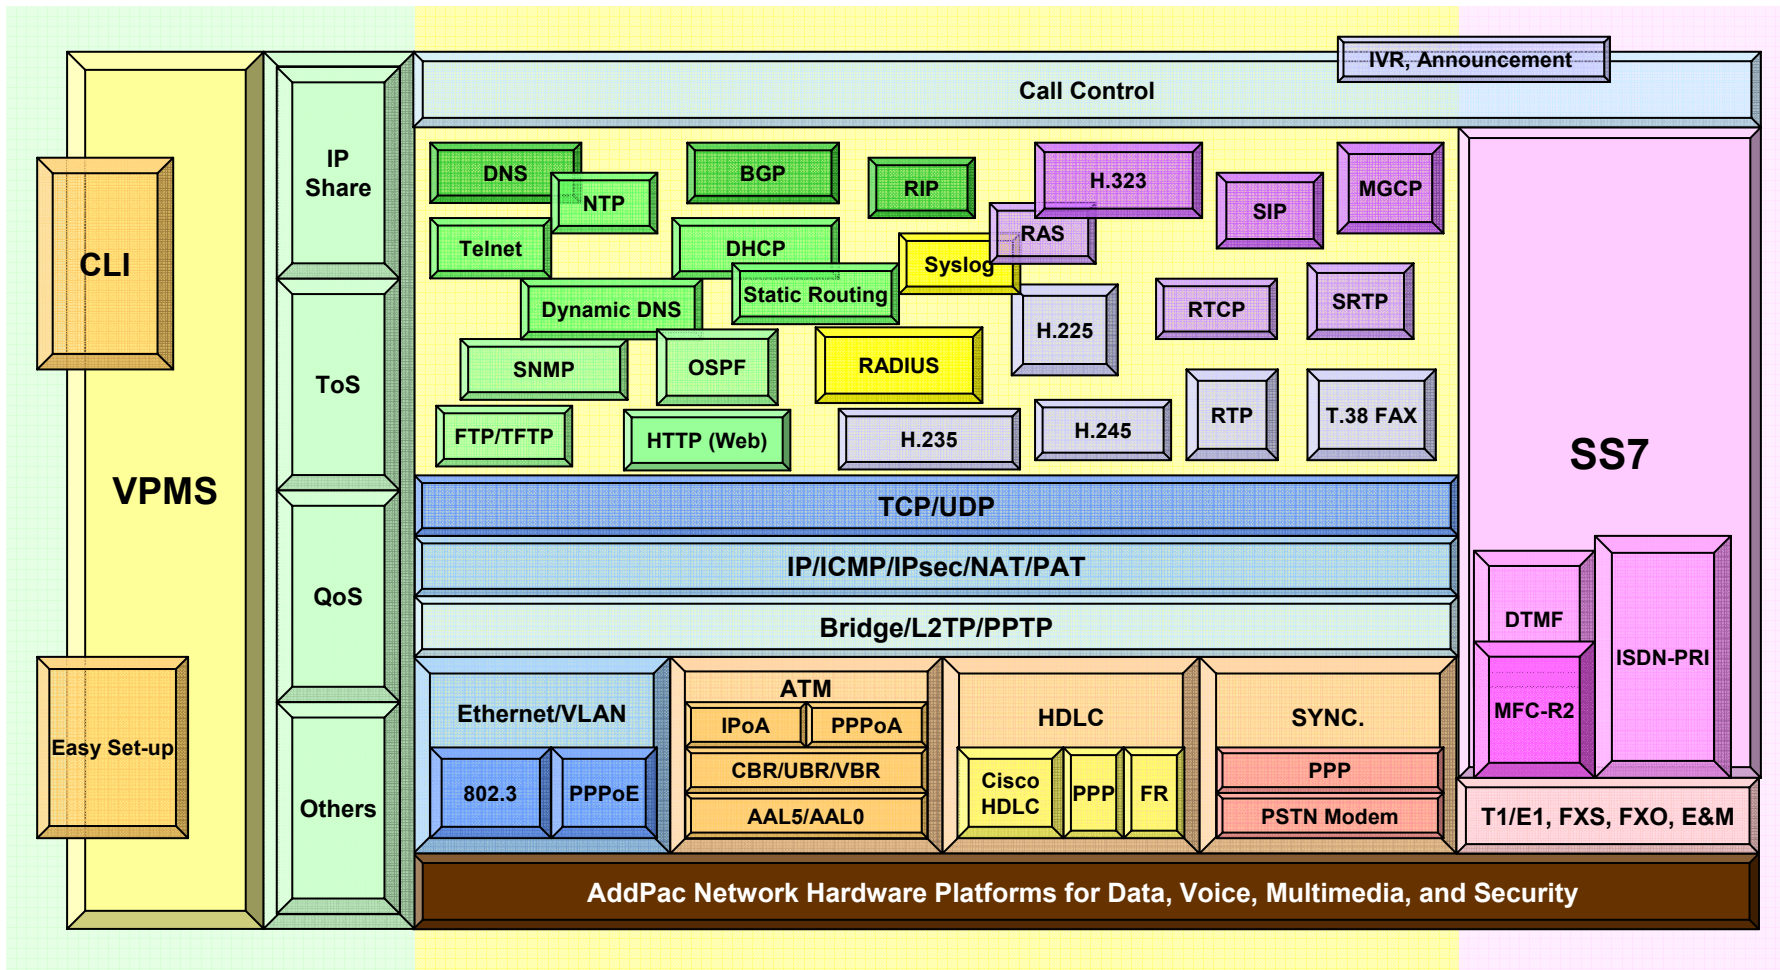 IVR, Announcement
Call Control
VPMS
CLI
Easy Set-up
IP
Share
ToS
QoS
Others
DNS
NTP
BGP
RIP
H.323
SIP
MGCP
Telnet
DHCP
Syslog
RAS
Dynamic DNS
Static Routing
H.225
RTCP
SRTP
SNMP
OSPF
RADIUS
FTP/TFTP
HTTP (Web)
H.235
H.245
RTP
T.38 FAX
SS7
DTMF
MFC-R2
ISDN-PRI
TCP/UDP
IP/ICMP/IPsec/NAT/PAT
Bridge/L2TP/PPTP
Ethernet/VLAN
802.3
PPPoE
ATM
IPoA
PPPoA
CBR/UBR/VBR
AAL5/AAL0
HDLC
Cisco
HDLC
PPP
FR
SYNC.
PPP
PSTN Modem
T1/E1, FXS, FXO, E&M
AddPac Network Hardware Platforms for Data, Voice, Multimedia, and Security